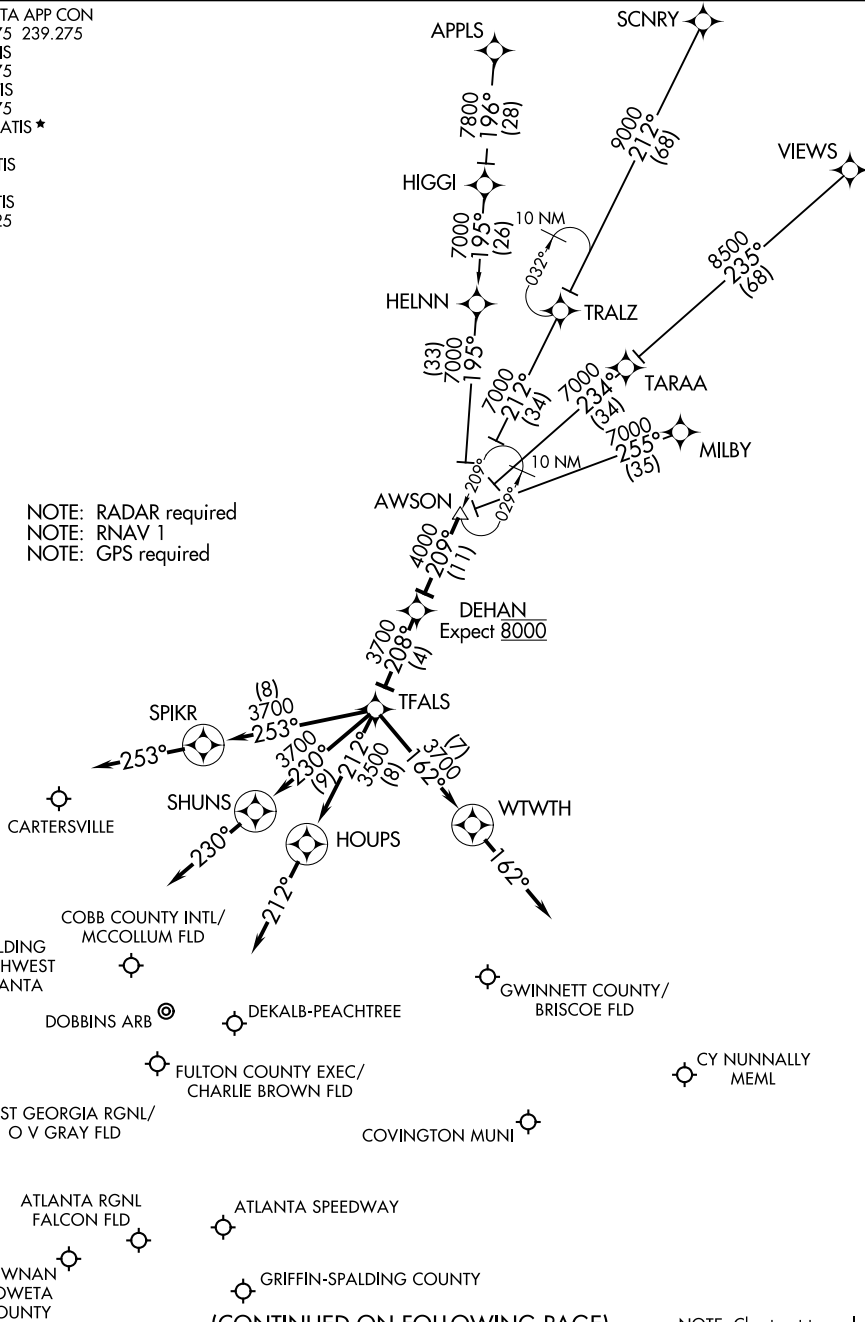 TA APP CON
75 239.275
IS
75
TIS
75
ATIS ★
TIS
TIS
25
APPLS
SCNRY
VIEWS
7800
196°
(28)
9000
212°
(68)
HIGGI
8500
235°
(68)
7000
195°
(26)
10 NM
032°
HELNN
TRALZ
(33)
7000
195°
7000
212°
(34)
7000
234°
(34)
TARAA
7000
255°
(35)
MILBY
209°
10 NM
029°
AWSON
NOTE: RADAR required
NOTE: RNAV 1
NOTE: GPS required
4000
209°
(11)
DEHAN
Expect 8000
3700
208°
(4)
TFALS
(8)
3700
253°
SPIKR
253°
3700
230°
(9)
212°
3500
(8)
(7)
3700
162°
CARTERSVILLE
SHUNS
230°
HOUPS
212°
WTWTH
162°
COBB COUNTY INTL/
MCCOLLUM FLD
LDING
HWEST
ANTA
GWINNETT COUNTY/
BRISCOE FLD
DOBBINS ARB
DEKALB-PEACHTREE
FULTON COUNTY EXEC/
CHARLIE BROWN FLD
CY NUNNALLY
MEML
ST GEORGIA RGNL/
O V GRAY FLD
COVINGTON MUNI
ATLANTA RGNL
FALCON FLD
ATLANTA SPEEDWAY
WNAN
OWETA
OUNTY
GRIFFIN-SPALDING COUNTY
(CONTINUED ON FOLLOWING PAGE)